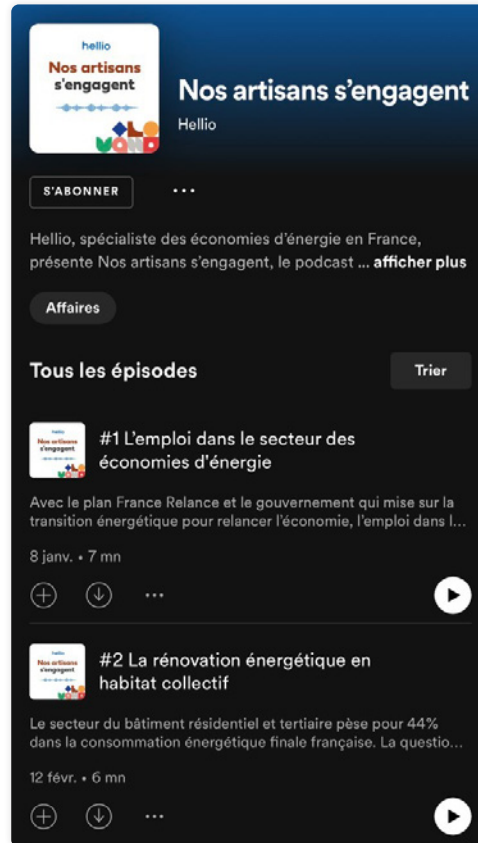 hellio
Nos artisans
s'engagent
Nos artisans s’engagent
Hellio
S'ABONNER
Hellio, spécialiste des économies d’énergie en France,
présente Nos artisans s’engagent, le podcast ... afficher plus
Affaires
Tous les épisodes
Trier
hellio
Nos artisans
s'engagent
#1 L’emploi dans le secteur des
économies d'énergie
Avec le plan France Relance et le gouvernement qui mise sur la
transition énergétique pour relancer l’économie, l’emploi dans l...
8 janv. • 7 mn
hellio
Nos artisans
s'engagent
#2 La rénovation énergétique en
habitat collectif
Le secteur du bâtiment résidentiel et tertiaire pèse pour 44%
dans la consommation énergétique finale française. La questio...
12 févr. • 6 mn